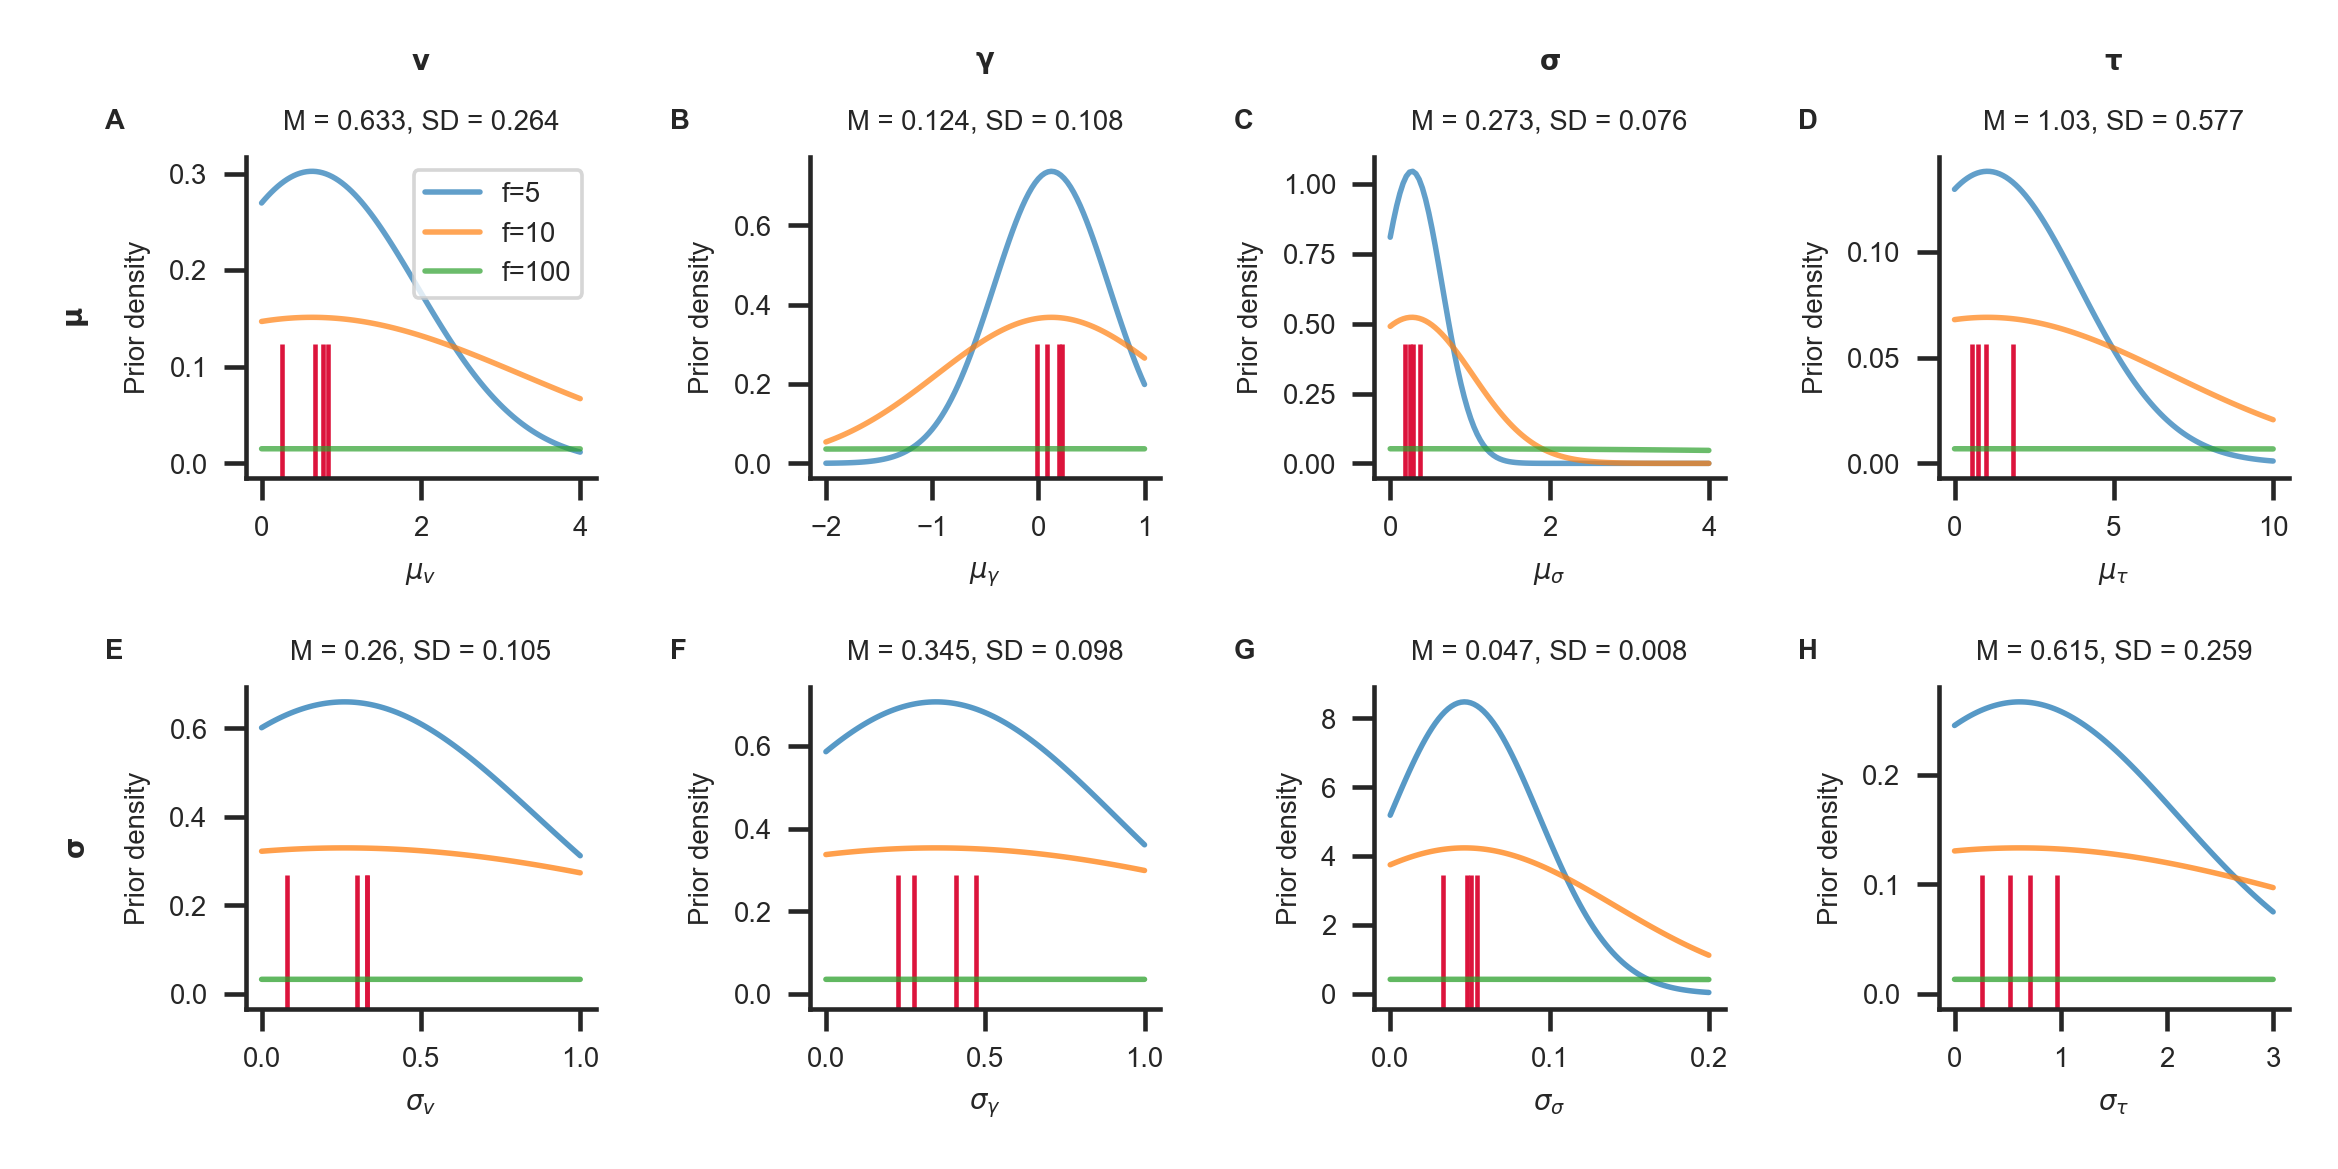 v γ σ τ
A M = 0.633, SD = 0.264
B M = 0.124, SD = 0.108
C M = 0.273, SD = 0.076
D M = 1.03, SD = 0.577
μ
Prior density
0.3
0.2
0.1
0.0
f=5
f=10
f=100
0 2 4
μᵥ
Prior density
0.6
0.4
0.2
0.0
−2 −1 0 1
μ_γ
Prior density
1.00
0.75
0.50
0.25
0.00
0 2 4
μ_σ
Prior density
0.10
0.05
0.00
0 5 10
μ_τ
E M = 0.26, SD = 0.105
F M = 0.345, SD = 0.098
G M = 0.047, SD = 0.008
H M = 0.615, SD = 0.259
σ
Prior density
0.6
0.4
0.2
0.0
0.0 0.5 1.0
σᵥ
Prior density
0.6
0.4
0.2
0.0
0.0 0.5 1.0
σ_γ
Prior density
8
6
4
2
0
0.0 0.1 0.2
σ_σ
Prior density
0.2
0.1
0.0
0 1 2 3
σ_τ